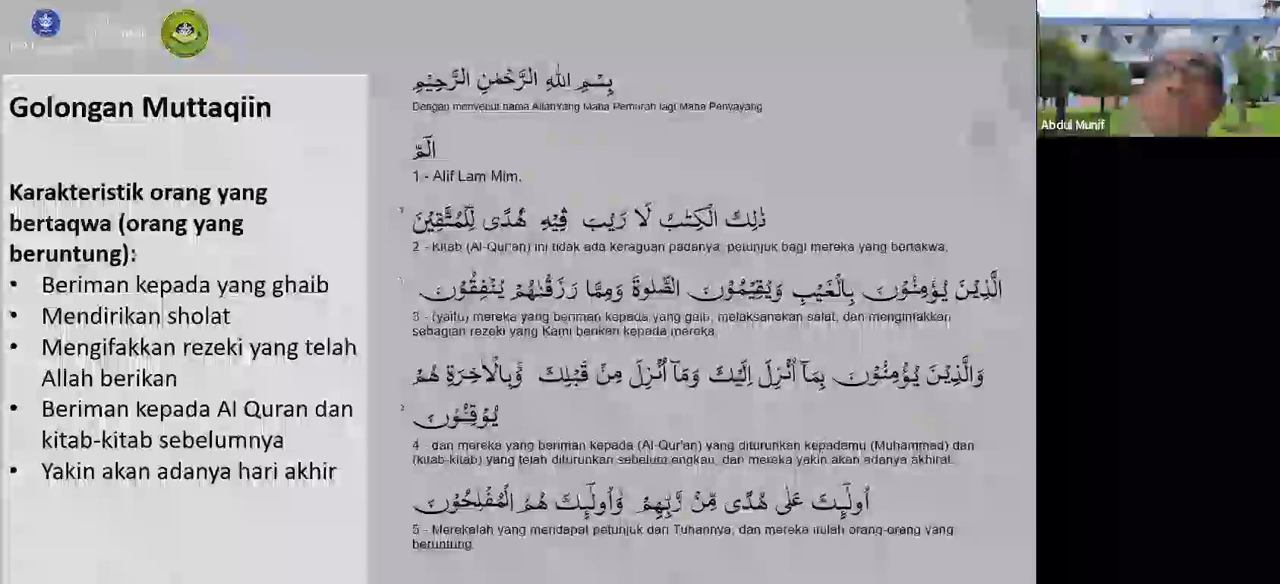 Golongan Muttaqiin
Karakteristik orang yang
bertaqwa (orang yang
beruntung):
• Beriman kepada yang ghaib
• Mendirikan sholat
• Mengifakkan rezeki yang telah
Allah berikan
• Beriman kepada Al Quran dan
kitab-kitab sebelumnya
• Yakin akan adanya hari akhir
بِسْمِ اللّٰهِ الرَّحْمٰنِ الرَّحِيْمِ
Dengan menyebut nama Allah Yang Maha Pemurah lagi Maha Penyayang
الۤمّۤ
1 - Alif Lam Mim.
ذٰلِكَ الْكِتٰبُ لَا رَيْبَ فِيْهِ هُدًى لِّلْمُتَّقِيْنَ
2 - Kitab (Al-Qur'an) ini tidak ada keraguan padanya; petunjuk bagi mereka yang bertakwa,
الَّذِيْنَ يُؤْمِنُوْنَ بِالْغَيْبِ وَيُقِيْمُوْنَ الصَّلٰوةَ وَمِمَّا رَزَقْنٰهُمْ يُنْفِقُوْنَ
3 - (yaitu) mereka yang beriman kepada yang gaib, melaksanakan salat, dan menginfakkan
sebagian rezeki yang Kami berikan kepada mereka,
وَالَّذِيْنَ يُؤْمِنُوْنَ بِمَآ اُنْزِلَ اِلَيْكَ وَمَآ اُنْزِلَ مِنْ قَبْلِكَ وَبِالْاٰخِرَةِ هُمْ
يُوْقِنُوْنَ
4 - dan mereka yang beriman kepada (Al-Qur'an) yang diturunkan kepadamu (Muhammad) dan
(kitab-kitab) yang telah diturunkan sebelum engkau, dan mereka yakin akan adanya akhirat.
اُولٰۤىِٕكَ عَلٰى هُدًى مِّنْ رَّبِّهِمْ وَاُولٰۤىِٕكَ هُمُ الْمُفْلِحُوْنَ
5 - Merekalah yang mendapat petunjuk dari Tuhannya, dan mereka itulah orang-orang yang
beruntung.
Abdul Munif